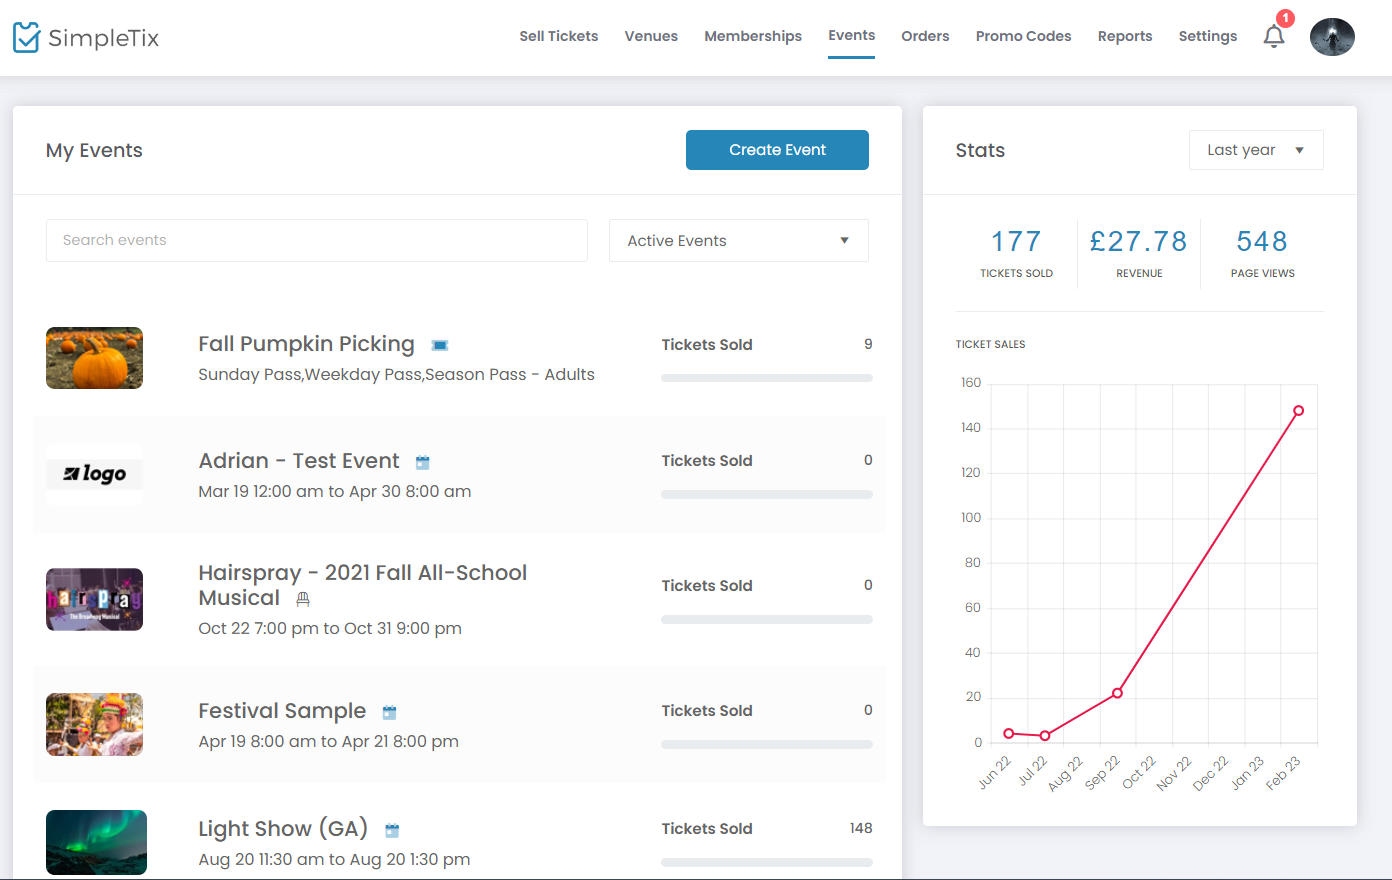 SimpleTix
Sell Tickets
Venues
Memberships
Events
Orders
Promo Codes
Reports
Settings
1
My Events
Create Event
Search events
Active Events
Fall Pumpkin Picking
Sunday Pass,Weekday Pass,Season Pass - Adults
Tickets Sold 9
logo
Adrian - Test Event
Mar 19 12:00 am to Apr 30 8:00 am
Tickets Sold 0
hairspray
The Broadway Musical
Hairspray - 2021 Fall All-School
Musical
Oct 22 7:00 pm to Oct 31 9:00 pm
Tickets Sold 0
Festival Sample
Apr 19 8:00 am to Apr 21 8:00 pm
Tickets Sold 0
Light Show (GA)
Aug 20 11:30 am to Aug 20 1:30 pm
Tickets Sold 148
Stats
Last year
177
TICKETS SOLD
£27.78
REVENUE
548
PAGE VIEWS
TICKET SALES
160
140
120
100
80
60
40
20
0
Jun 22
Jul 22
Aug 22
Sep 22
Oct 22
Nov 22
Dec 22
Jan 23
Feb 23